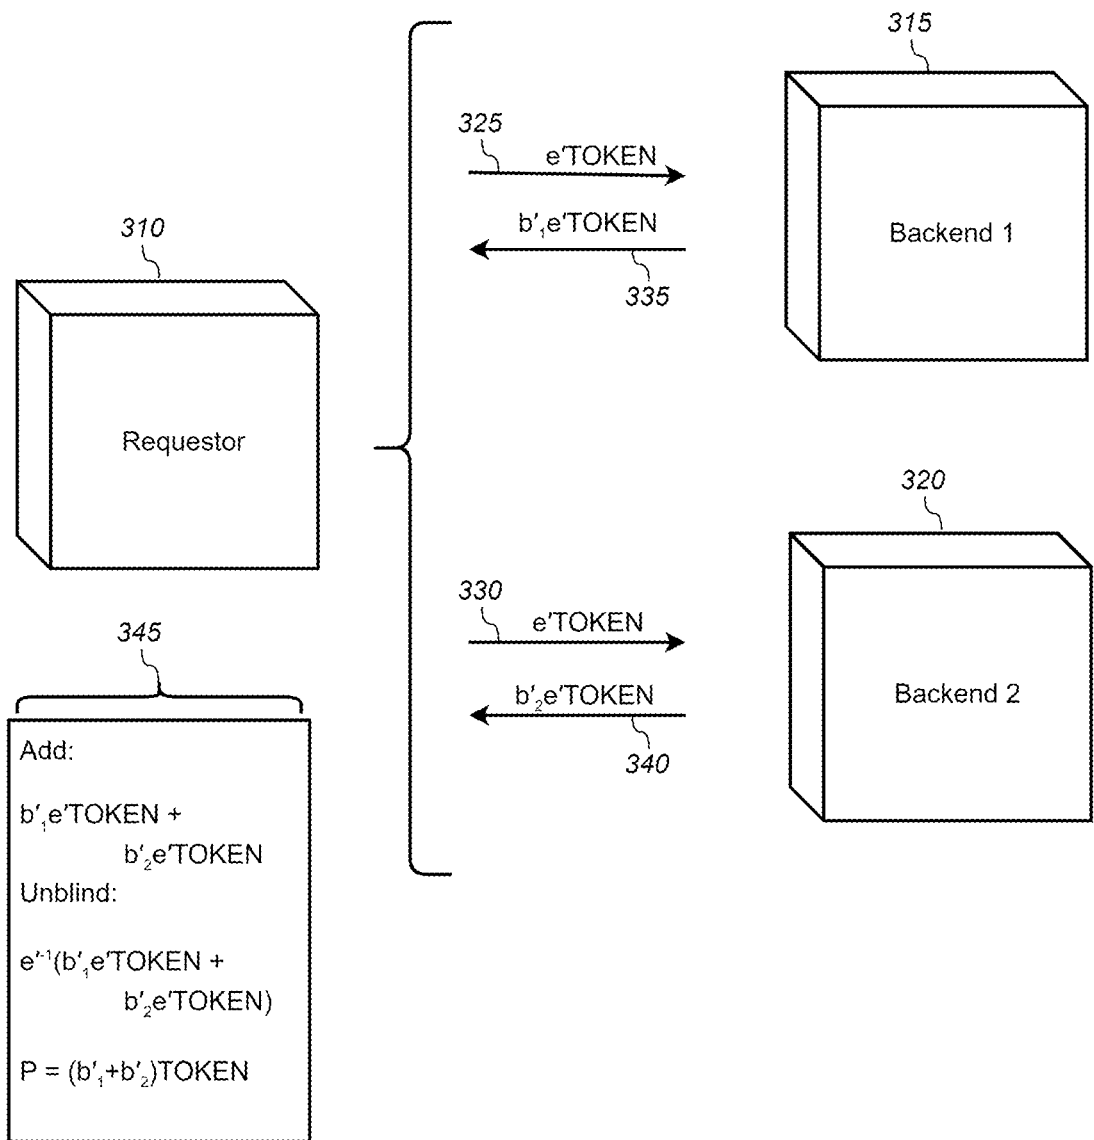 315
325
e'TOKEN
b'₁e'TOKEN
335
Backend 1
310
Requestor
320
330
e'TOKEN
b'₂e'TOKEN
340
Backend 2
345
Add:
b'₁e'TOKEN +
b'₂e'TOKEN
Unblind:
e'⁻¹(b'₁e'TOKEN +
b'₂e'TOKEN)
P = (b'₁+b'₂)TOKEN